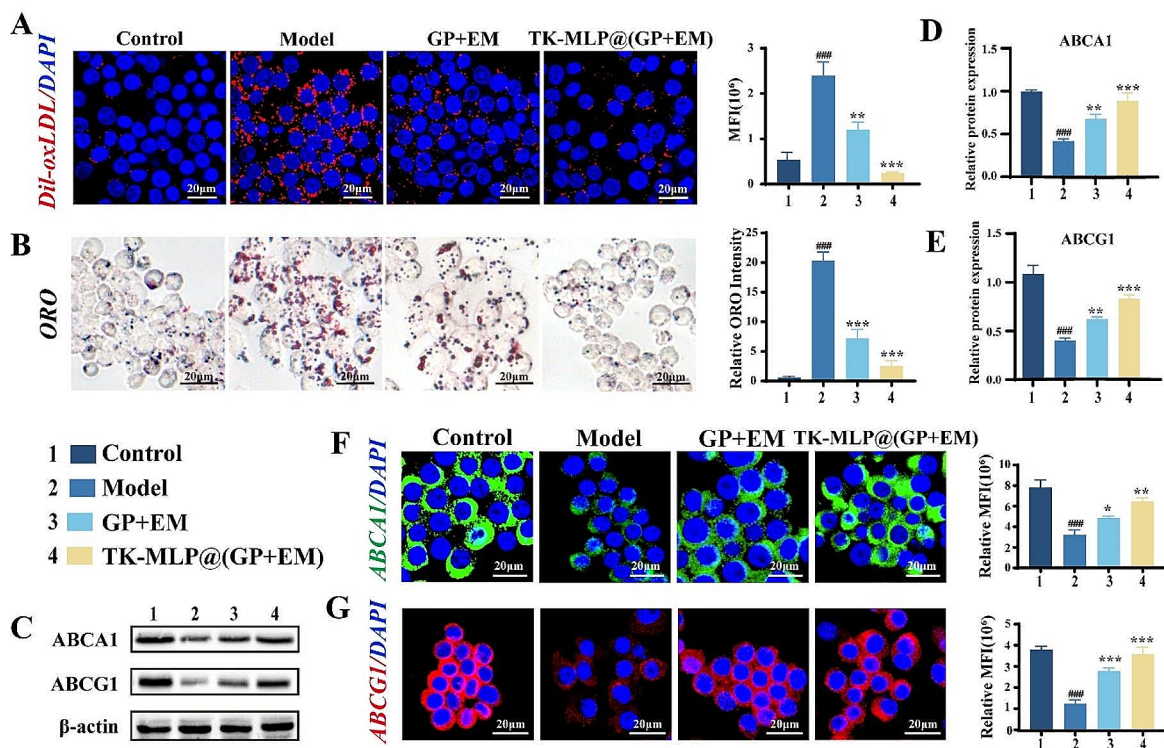 A
Control
Model
GP+EM
TK-MLP@(GP+EM)
Dil-oxLDL/DAPI
20μm
20μm
20μm
20μm
MFI(10⁶)
3
2
1
0
###
**
***
1 2 3 4
D
ABCA1
Relative protein expression
1.5
1.0
0.5
0.0
###
**
***
1 2 3 4
B
ORO
20μm
20μm
20μm
20μm
Relative ORO Intensity
25
20
15
10
5
0
###
***
***
1 2 3 4
E
ABCG1
Relative protein expression
1.5
1.0
0.5
0.0
###
**
***
1 2 3 4
1 Control
2 Model
3 GP+EM
4 TK-MLP@(GP+EM)
C
1 2 3 4
ABCA1
ABCG1
β-actin
F
Control
Model
GP+EM
TK-MLP@(GP+EM)
ABCA1/DAPI
20μm
20μm
20μm
20μm
Relative MFI(10⁶)
10
8
6
4
2
0
###
*
**
1 2 3 4
G
ABCG1/DAPI
20μm
20μm
20μm
20μm
Relative MFI(10⁶)
5
4
3
2
1
0
###
***
***
1 2 3 4